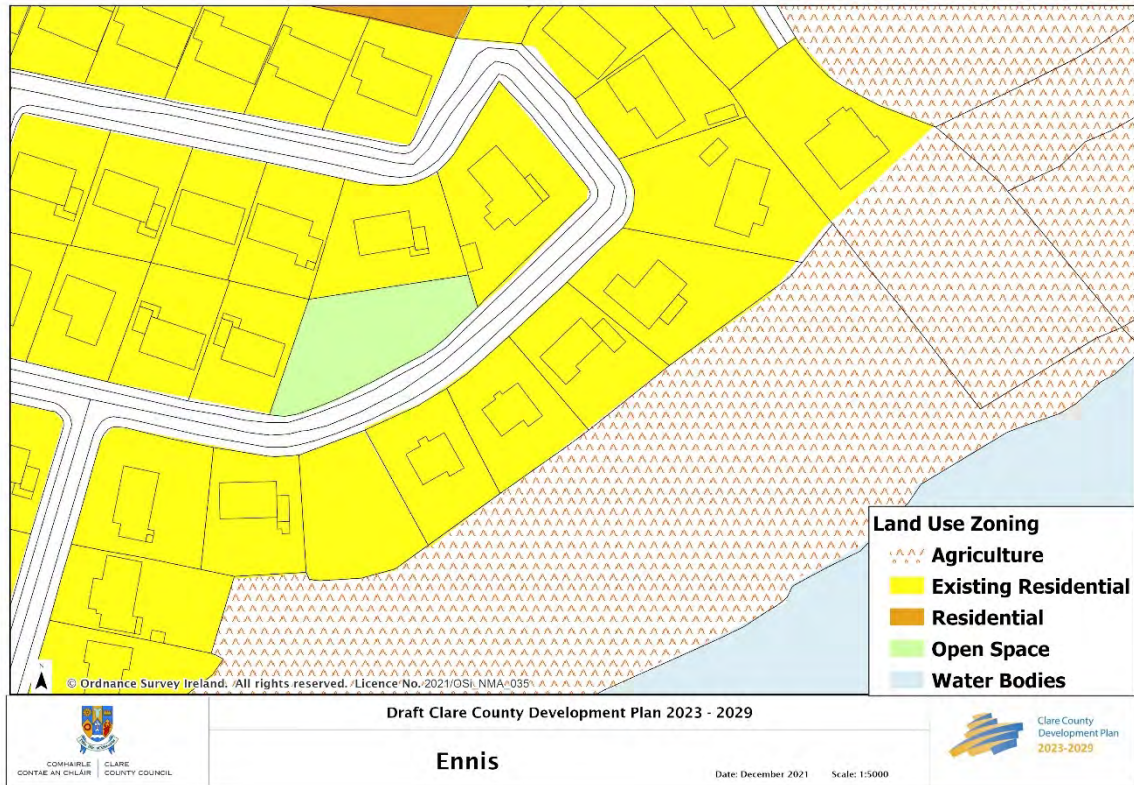 Land Use Zoning
Agriculture
Existing Residential
Residential
Open Space
Water Bodies
N
© Ordnance Survey Ireland. All rights reserved. Licence No. 2021/OSi_NMA_035
COMHAIRLE CONTAE AN CHLÁIR
CLARE COUNTY COUNCIL
Draft Clare County Development Plan 2023 - 2029
Ennis
Date: December 2021 Scale: 1:5000
Clare County
Development Plan
2023-2029